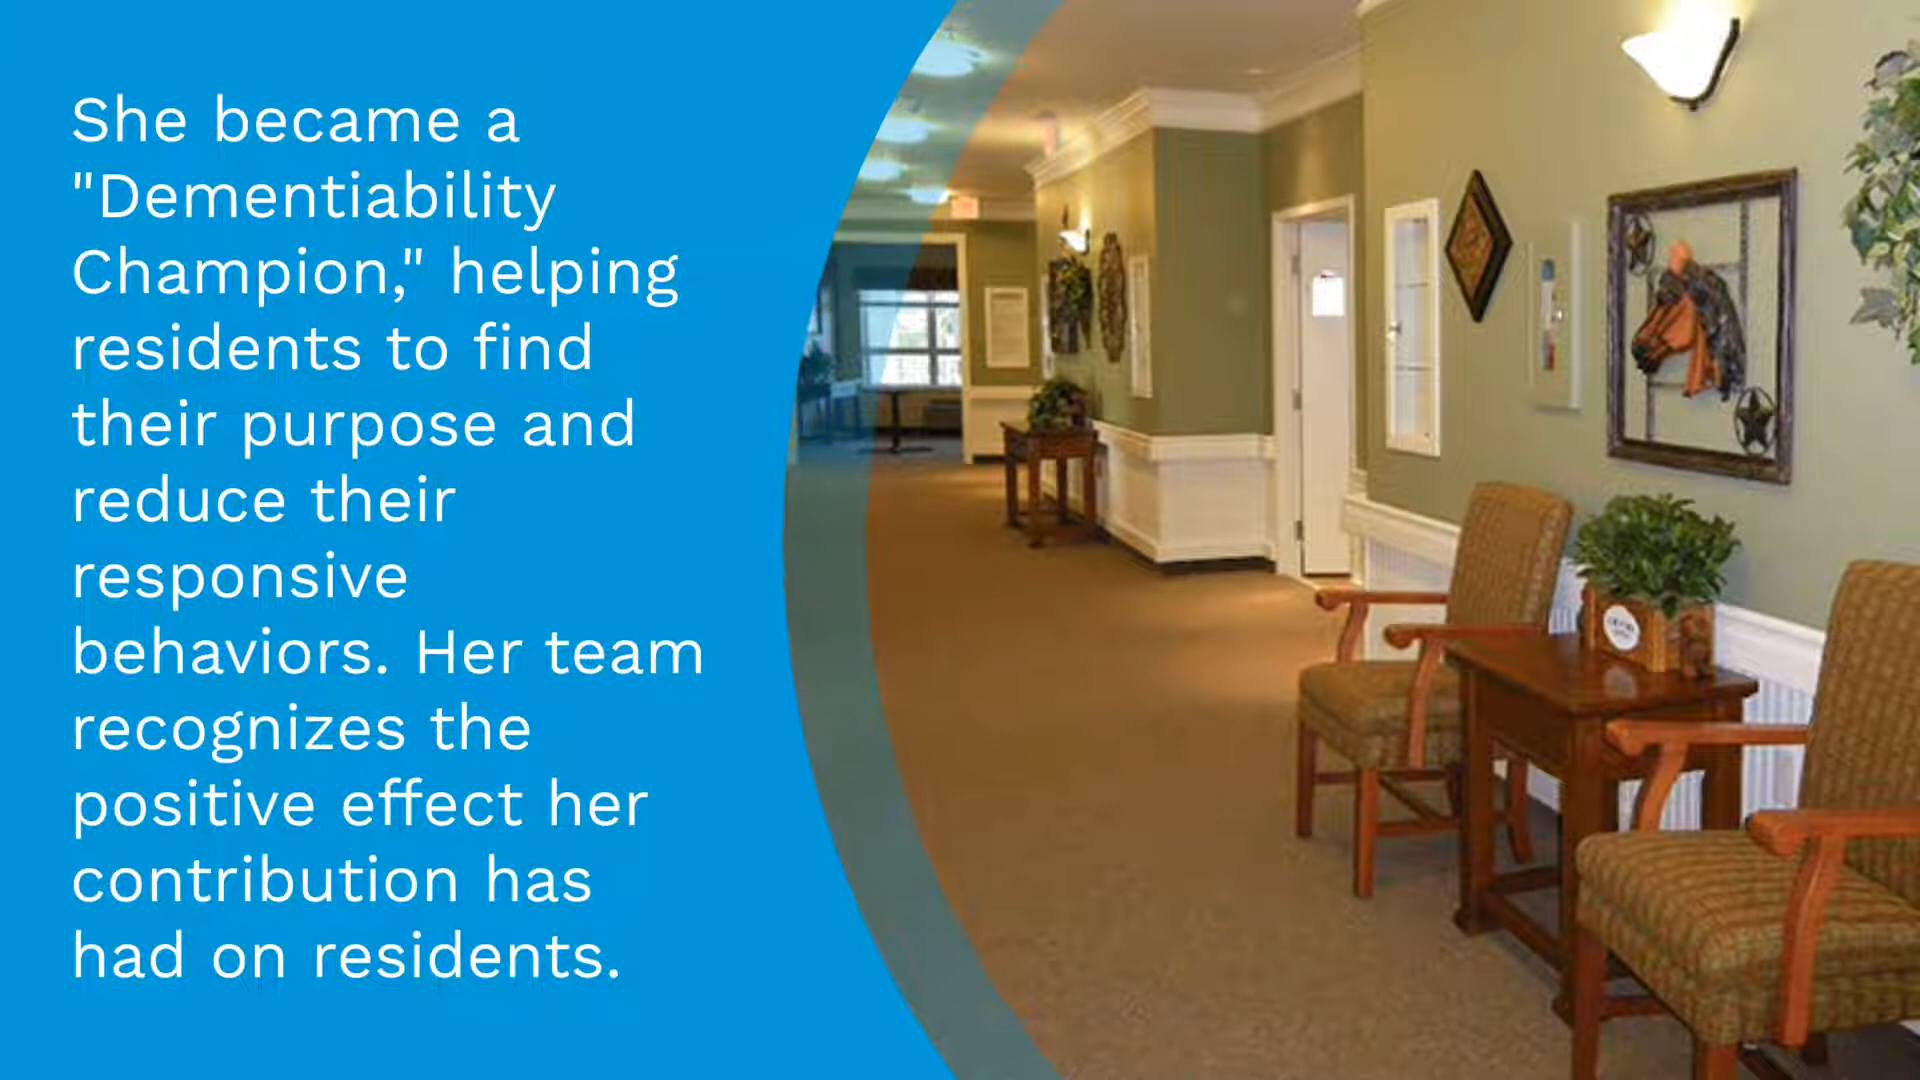 She became a
"Dementiability
Champion," helping
residents to find
their purpose and
reduce their
responsive
behaviors. Her team
recognizes the
positive effect her
contribution has
had on residents.